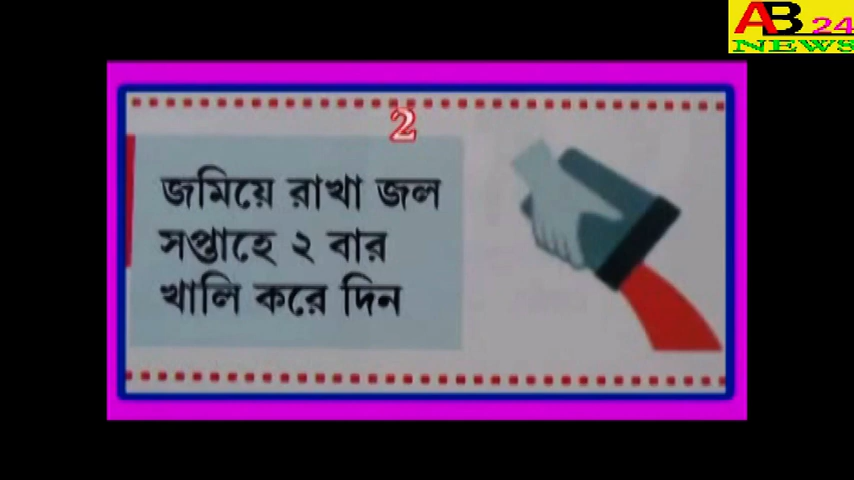 AB
24
NEWS
2
জমিয়ে রাখা জল
সপ্তাহে ২ বার
খালি করে দিন